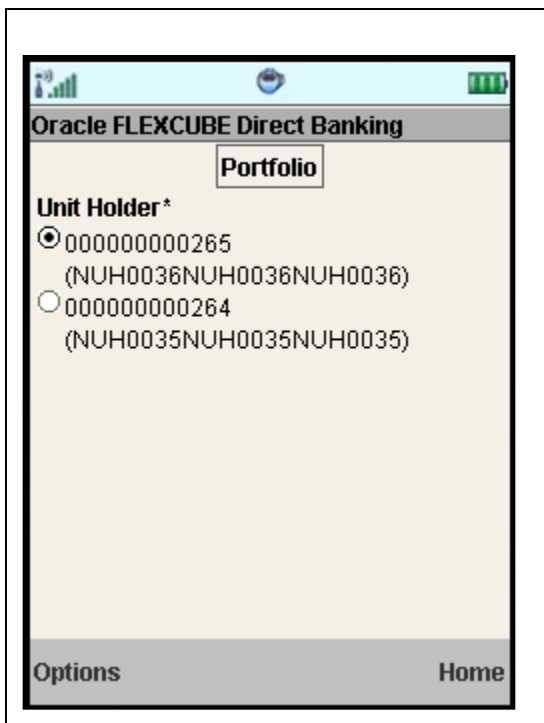 Oracle FLEXCUBE Direct Banking
Portfolio
Unit Holder*
000000000265
(NUH0036NUH0036NUH0036)
000000000264
(NUH0035NUH0035NUH0035)
Options Home